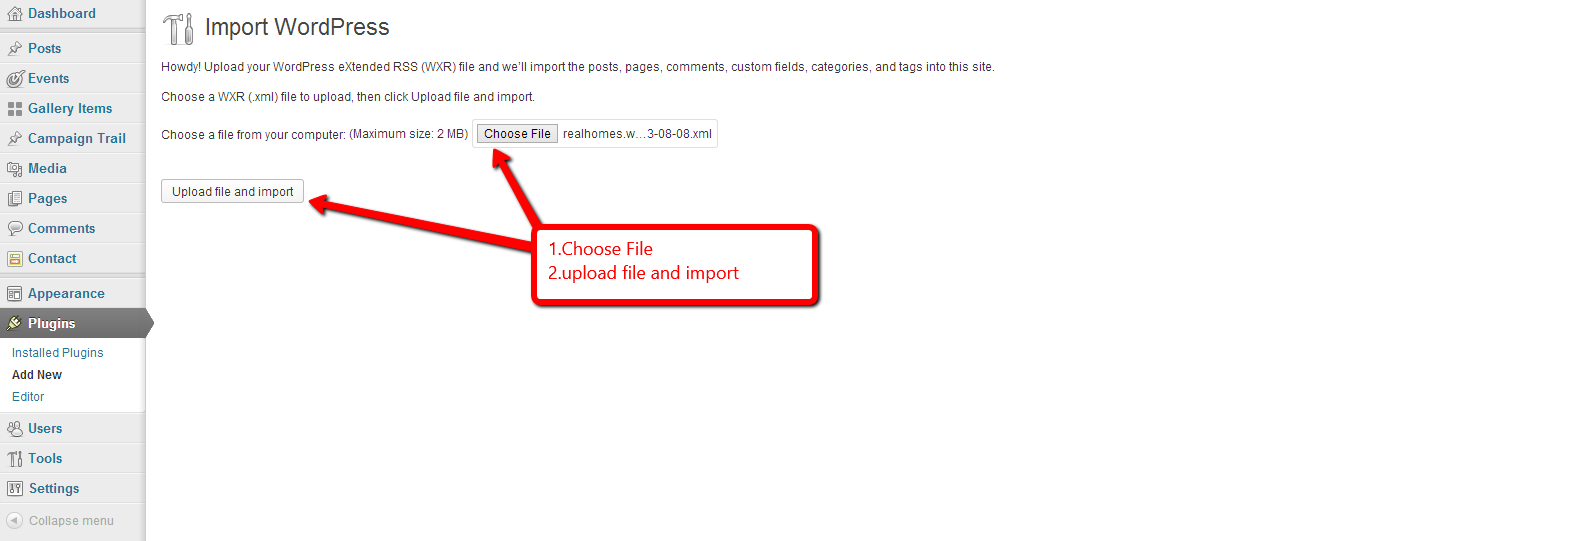 Dashboard
Posts
Events
Gallery Items
Campaign Trail
Media
Pages
Comments
Contact
Appearance
Plugins
Installed Plugins
Add New
Editor
Users
Tools
Settings
Collapse menu
Import WordPress
Howdy! Upload your WordPress eXtended RSS (WXR) file and we'll import the posts, pages, comments, custom fields, categories, and tags into this site.
Choose a WXR (.xml) file to upload, then click Upload file and import.
Choose a file from your computer: (Maximum size: 2 MB) Choose File realhomes.w...3-08-08.xml
Upload file and import
1.Choose File
2.upload file and import